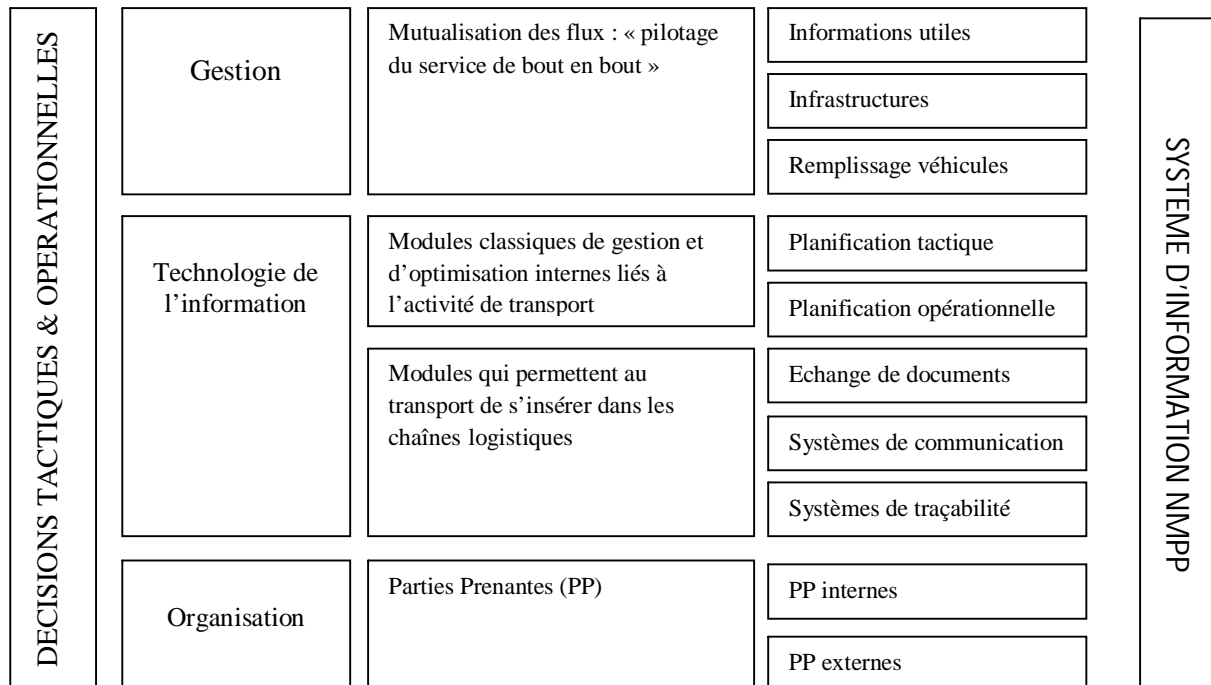 DECISIONS TACTIQUES & OPERATIONNELLES
Gestion
Mutualisation des flux : « pilotage
du service de bout en bout »
Informations utiles
Infrastructures
Remplissage véhicules
Technologie de
l’information
Modules classiques de gestion et
d’optimisation internes liés à
l’activité de transport
Planification tactique
Planification opérationnelle
Modules qui permettent au
transport de s’insérer dans les
chaînes logistiques
Echange de documents
Systèmes de communication
Systèmes de traçabilité
Organisation
Parties Prenantes (PP)
PP internes
PP externes
SYSTEME D’INFORMATION NMPP